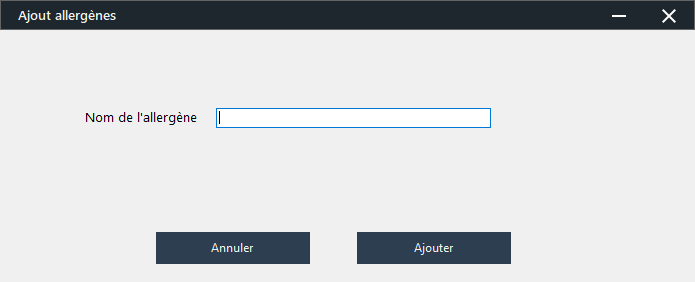 Ajout allergènes
Nom de l'allergène
Annuler
Ajouter